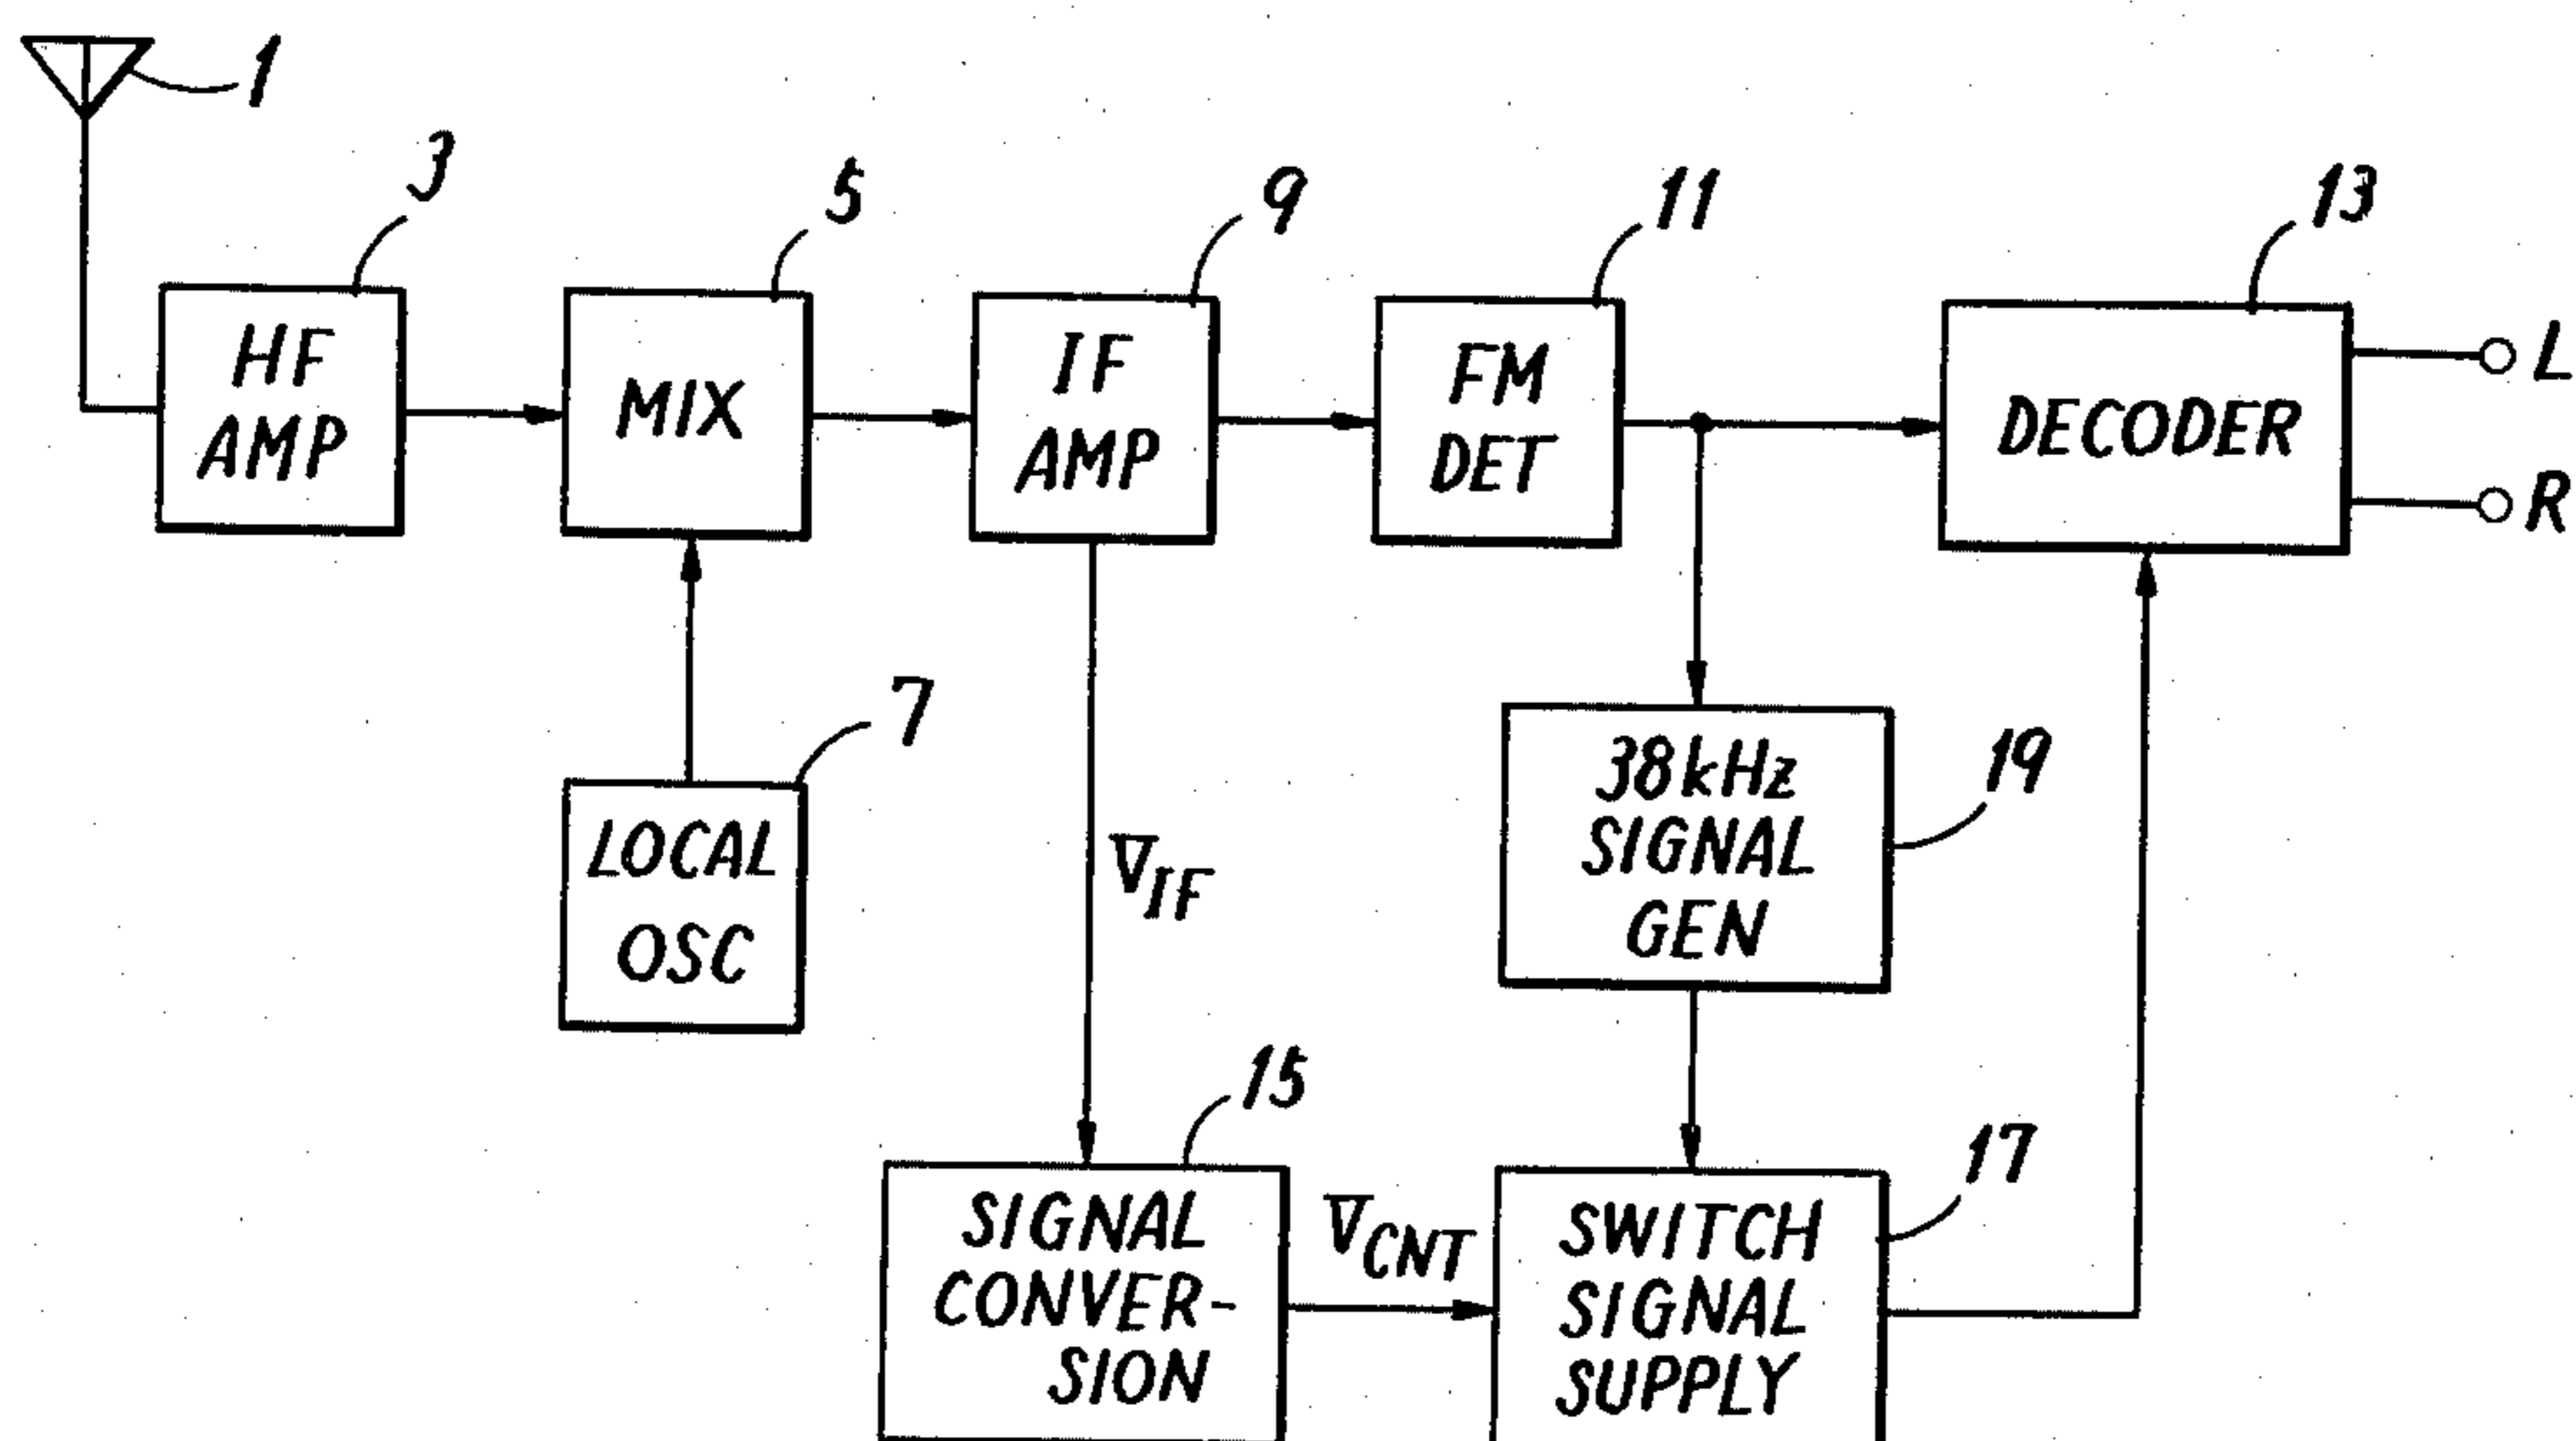 1
3
5
9
11
13
HF
AMP
MIX
IF
AMP
FM
DET
DECODER
L
R
7
LOCAL
OSC
V_IF
38kHz
SIGNAL
GEN
19
15
SIGNAL
CONVER-
SION
V_CNT
17
SWITCH
SIGNAL
SUPPLY